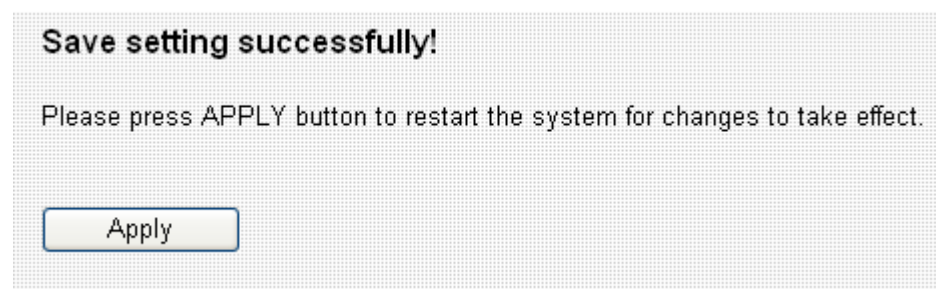 Save setting successfully!
Please press APPLY button to restart the system for changes to take effect.
Apply